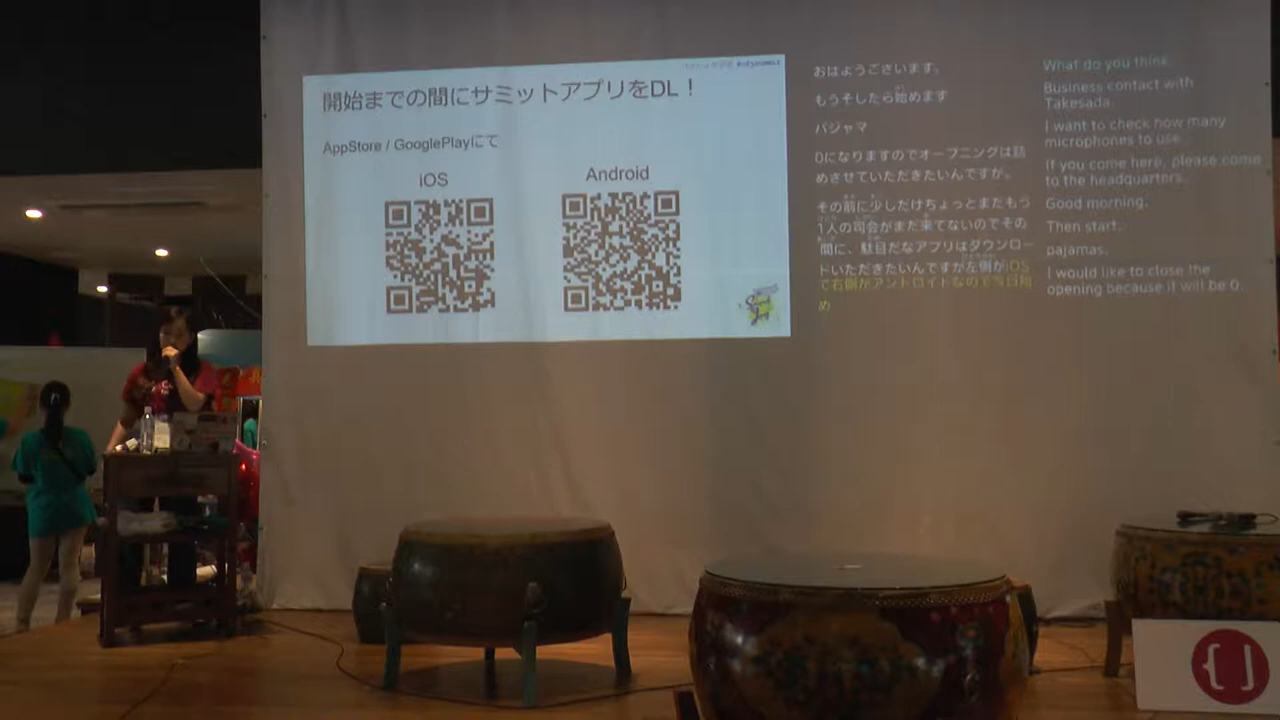 開始までの間にサミットアプリをDL！
AppStore / GooglePlayにて
iOS
Android
おはようございます。
もうそしたら始めます
パジャマ
0になりますのでオープニングは詰
めさせていただきたいんですが。
その前に少しだけちょっとまだもう
1人の司会がまだ来てないのでその
間に、駄目だなアプリはダウンロー
ドいただきたいんですが左側がiOS
で右側がアンドロイドなので今日始
め
What do you think.
Business contact with
Takesada.
I want to check how many
microphones to use.
If you come here, please come
to the headquarters.
Good morning.
Then start.
pajamas.
I would like to close the
opening because it will be 0.